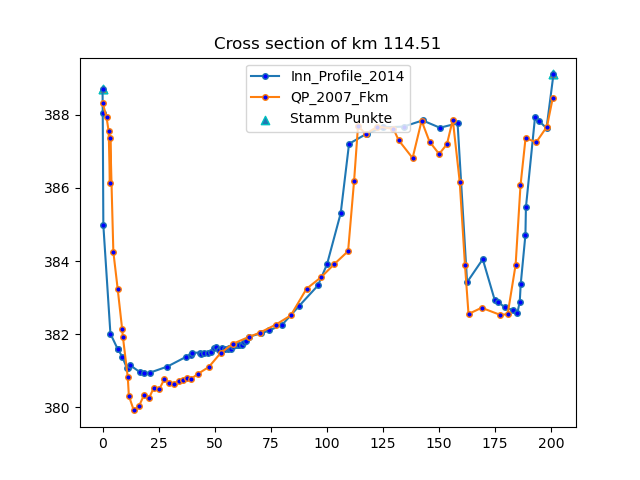 Cross section of km 114.51
Inn_Profile_2014
QP_2007_Fkm
Stamm Punkte
388
386
384
382
380
0 25 50 75 100 125 150 175 200